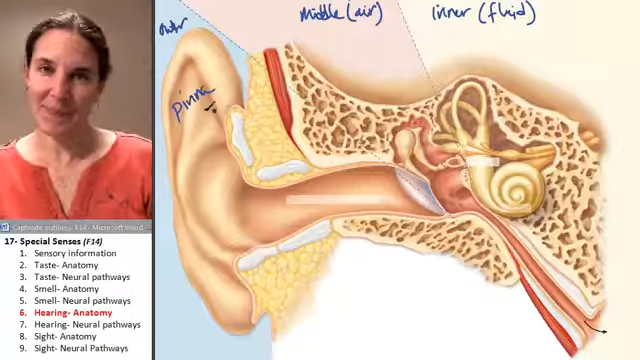 outer
middle (air)
inner (fluid)
pinna
Captivate outlines- F14 - Microsoft Word
17- Special Senses (F14)
1. Sensory information
2. Taste- Anatomy
3. Taste- Neural pathways
4. Smell- Anatomy
5. Smell- Neural pathways
6. Hearing- Anatomy
7. Hearing- Neural pathways
8. Sight- Anatomy
9. Sight- Neural Pathways